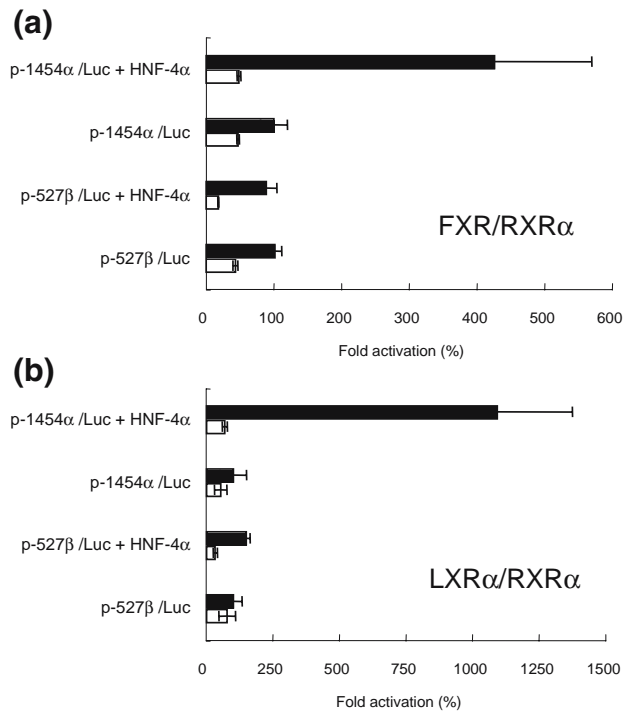 (a)
p-1454α /Luc + HNF-4α
p-1454α /Luc
p-527β /Luc + HNF-4α
p-527β /Luc
FXR/RXRα
0 100 300 400 500 600
Fold activation (%)
(b)
p-1454α /Luc + HNF-4α
p-1454α /Luc
p-527β /Luc + HNF-4α
p-527β /Luc
LXRα/RXRα
0 250 500 750 1000 1250 1500
Fold activation (%)